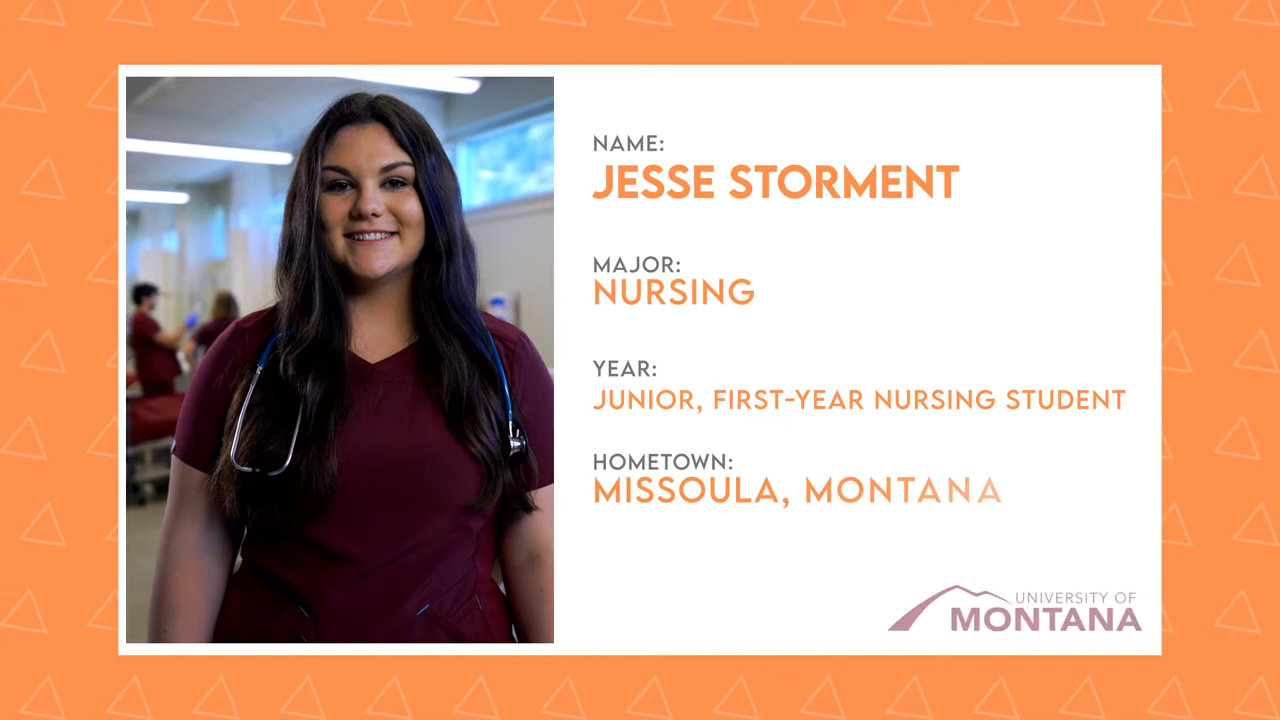 NAME:
JESSE STORMENT
MAJOR:
NURSING
YEAR:
JUNIOR, FIRST-YEAR NURSING STUDENT
HOMETOWN:
MISSOULA, MONTANA
UNIVERSITY OF
MONTANA